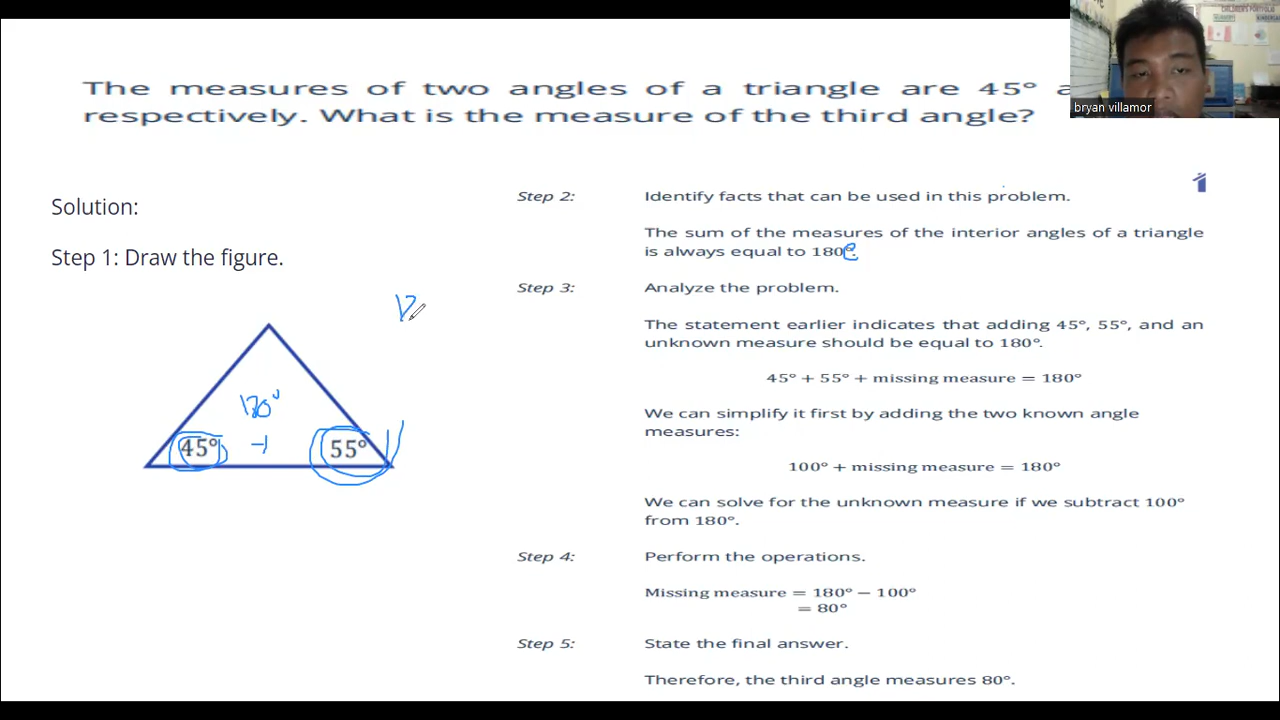 The measures of two angles of a triangle are 45° a
respectively. What is the measure of the third angle?
bryan villamor
Solution:
Step 1: Draw the figure.
180°
45°
55°
Step 2: Identify facts that can be used in this problem.
The sum of the measures of the interior angles of a triangle
is always equal to 180°.
Step 3: Analyze the problem.
The statement earlier indicates that adding 45°, 55°, and an
unknown measure should be equal to 180°.
45° + 55° + missing measure = 180°
We can simplify it first by adding the two known angle
measures:
100° + missing measure = 180°
We can solve for the unknown measure if we subtract 100°
from 180°.
Step 4: Perform the operations.
Missing measure = 180° − 100°
= 80°
Step 5: State the final answer.
Therefore, the third angle measures 80°.